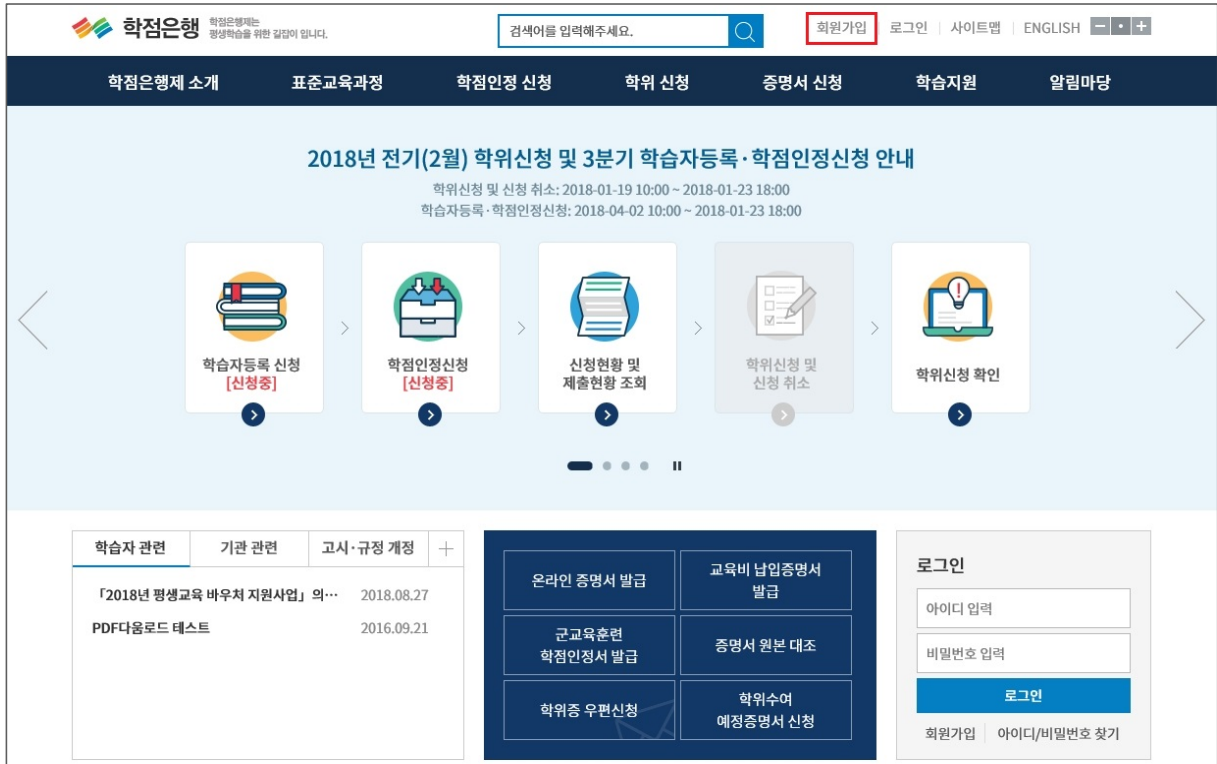 학점은행 학점은행제는
평생학습을 위한 길잡이 입니다.
검색어를 입력해주세요.
회원가입 로그인 사이트맵 ENGLISH
학점은행제 소개 표준교육과정 학점인정 신청 학위 신청 증명서 신청 학습지원 알림마당
2018년 전기(2월) 학위신청 및 3분기 학습자등록·학점인정신청 안내
학위신청 및 신청 취소: 2018-01-19 10:00 ~ 2018-01-23 18:00
학습자등록·학점인정신청: 2018-04-02 10:00 ~ 2018-01-23 18:00
학습자등록 신청
[신청중]
학점인정신청
[신청중]
신청현황 및
제출현황 조회
학위신청 및
신청 취소
학위신청 확인
학습자 관련 기관 관련 고시·규정 개정
「2018년 평생교육 바우처 지원사업」 의… 2018.08.27
PDF다움로드 테스트 2016.09.21
온라인 증명서 발급
교육비 납입증명서
발급
군교육훈련
학점인정서 발급
증명서 원본 대조
학위증 우편신청
학위수여
예정증명서 신청
로그인
아이디 입력
비밀번호 입력
로그인
회원가입 아이디/비밀번호 찾기